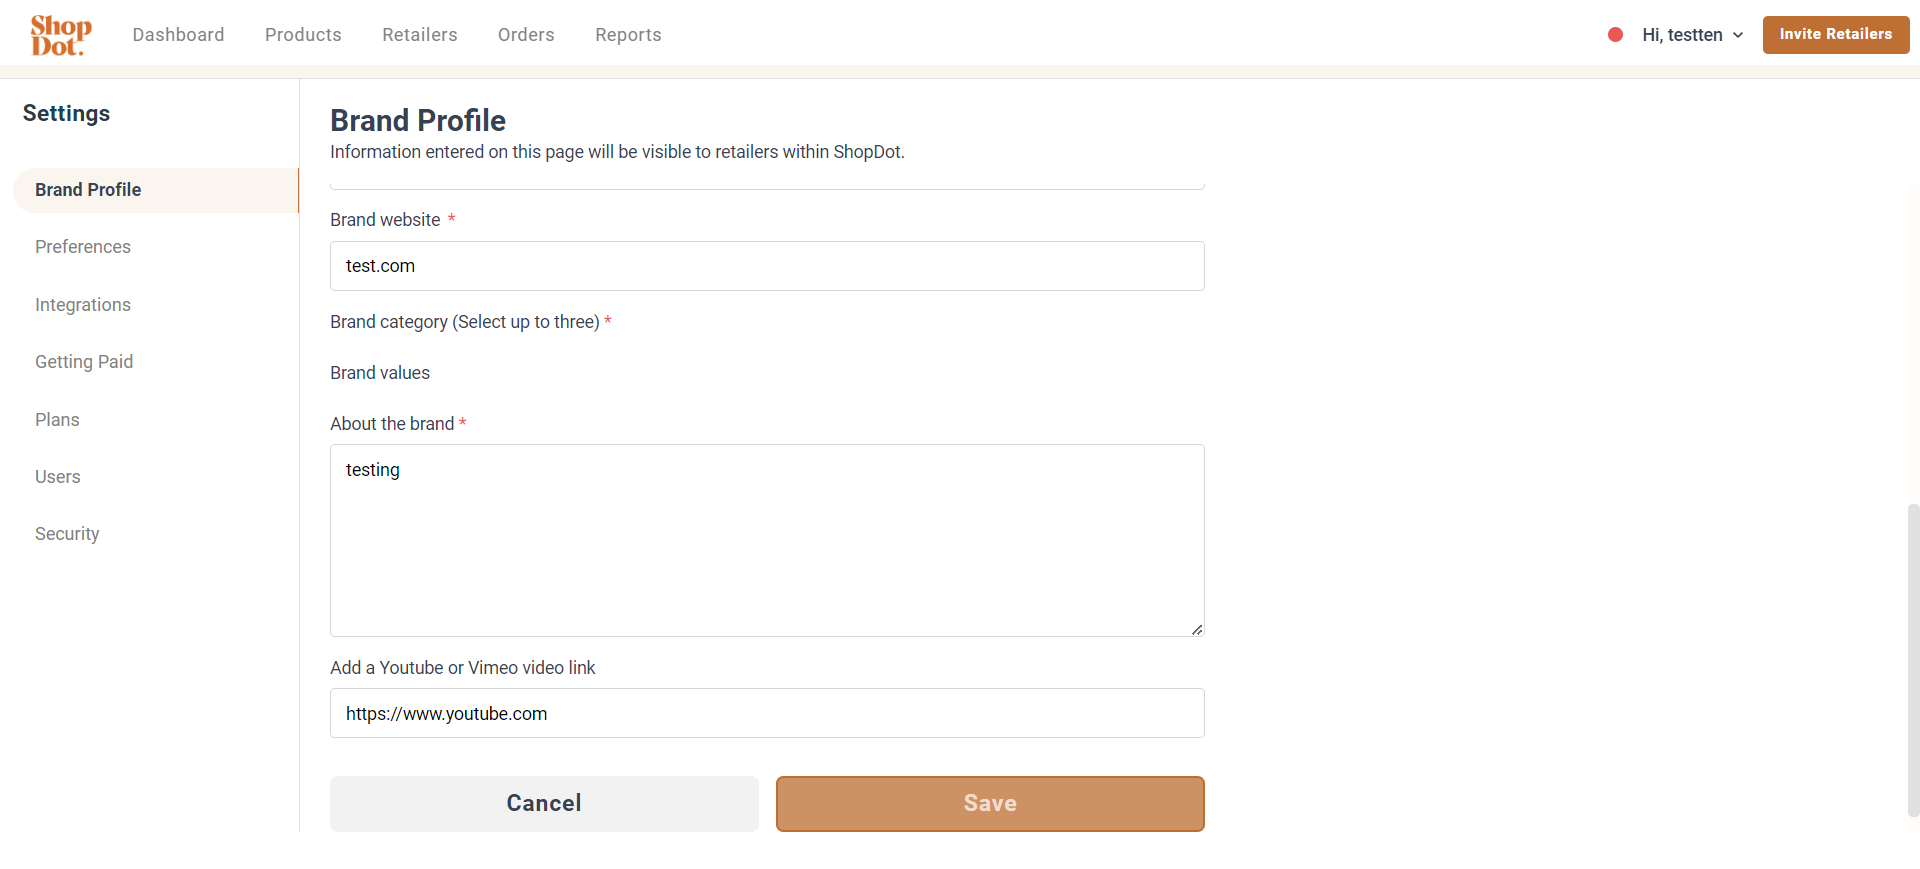 Shop
Dot.
Dashboard
Products
Retailers
Orders
Reports
Hi, testten
Invite Retailers
Settings
Brand Profile
Preferences
Integrations
Getting Paid
Plans
Users
Security
Brand Profile
Information entered on this page will be visible to retailers within ShopDot.
Brand website *
test.com
Brand category (Select up to three) *
Brand values
About the brand *
testing
Add a Youtube or Vimeo video link
https://www.youtube.com
Cancel
Save